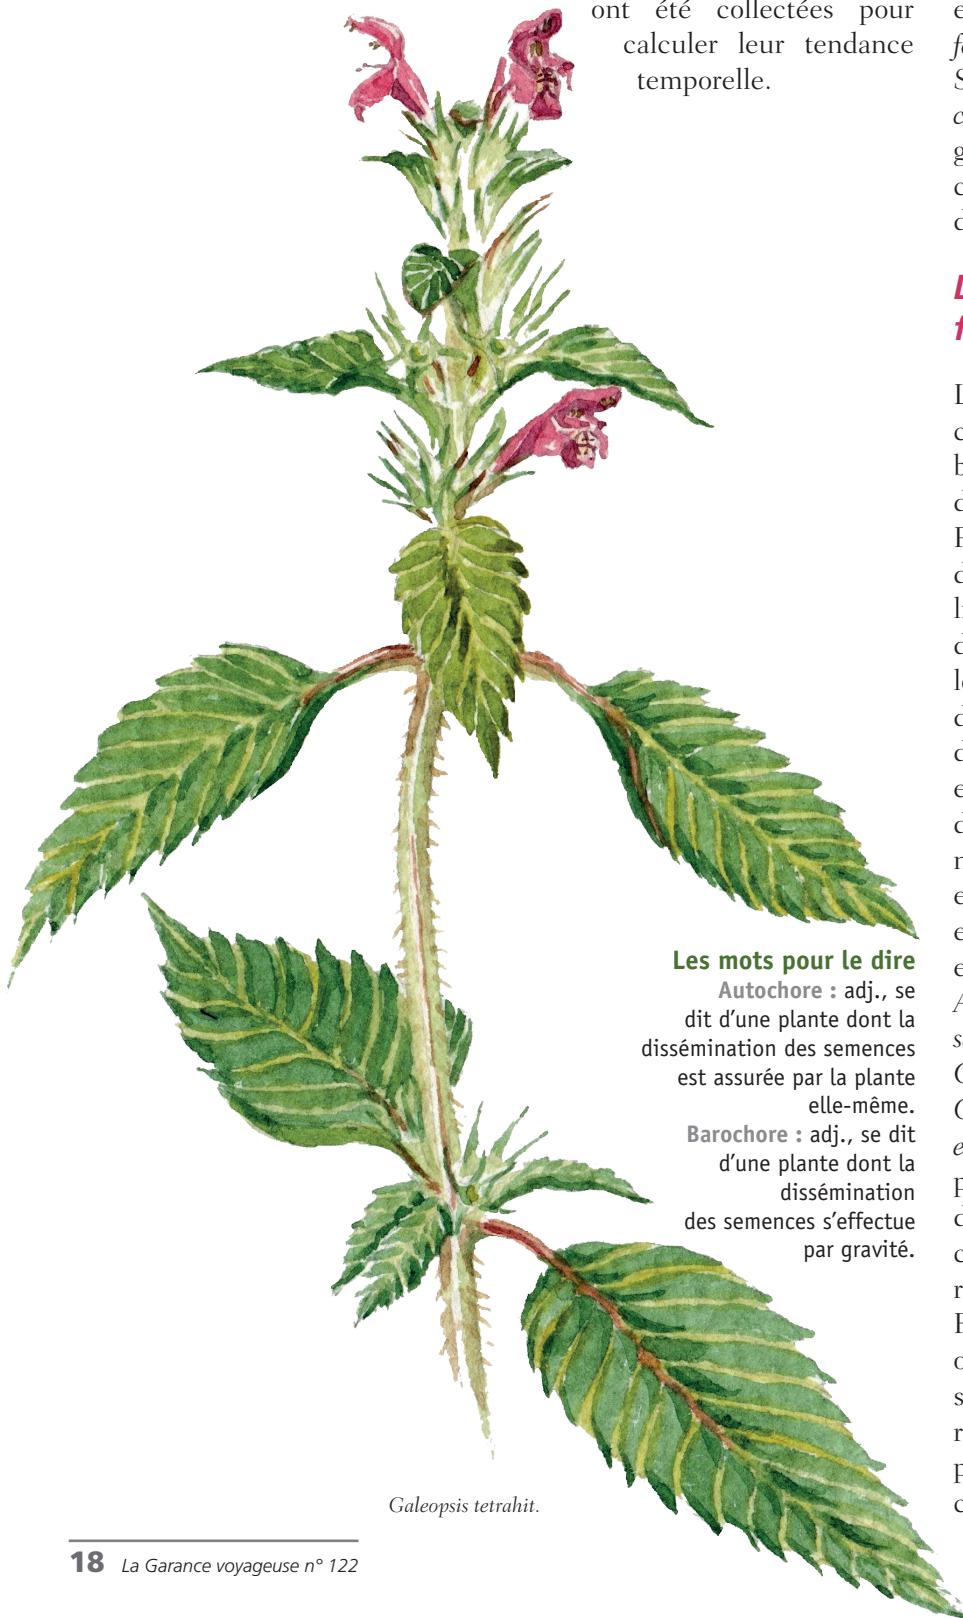 ont été collectées pour
calculer leur tendance
temporelle.
Les mots pour le dire
Autochore : adj., se
dit d’une plante dont la
dissémination des semences
est assurée par la plante
elle-même.
Barochore : adj., se dit
d’une plante dont la
dissémination
des semences s’effectue
par gravité.
Galeopsis tetrahit.
18 La Garance voyageuse n° 122